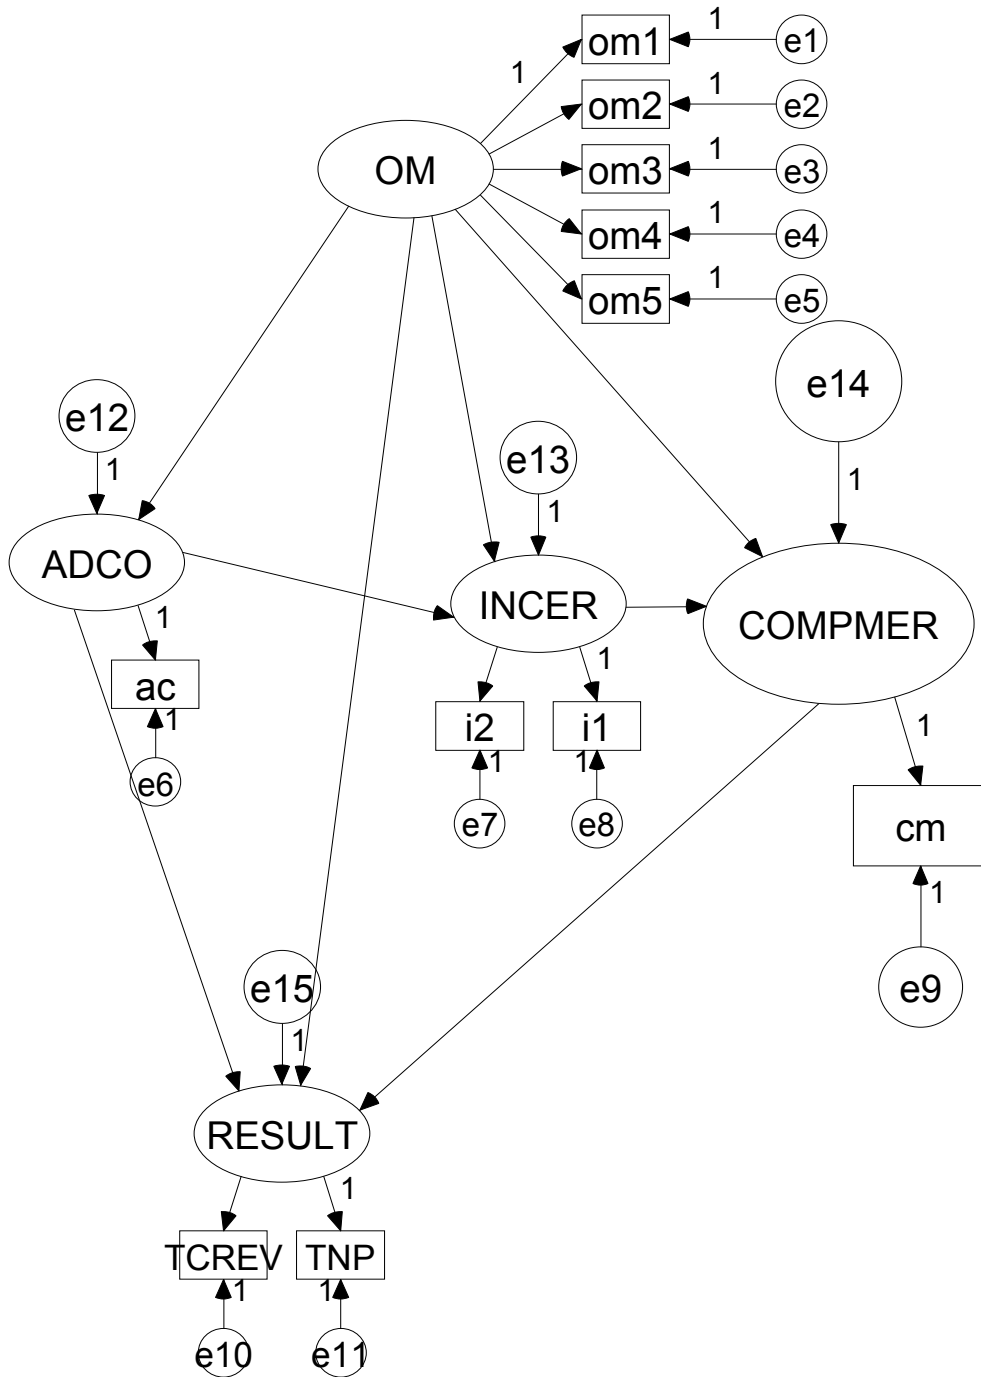 1
om1
1
e1
1
om2
e2
1
om3
e3
1
om4
e4
1
om5
e5
OM
e14
1
e12
1
e13
1
ADCO
INCER
COMPMER
1
ac
1
e6
1
i2
i1
1
1
e7
e8
1
cm
1
e9
e15
1
RESULT
1
TCREV
TNP
1
1
e10
e11